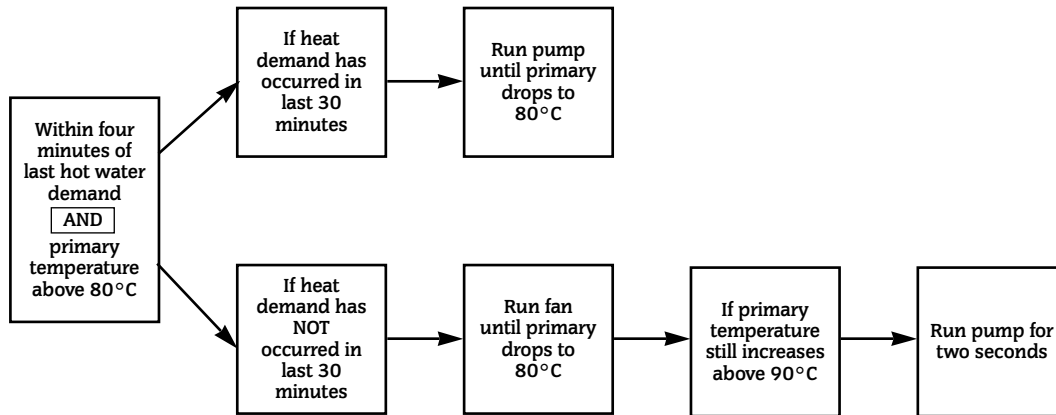 Within four
minutes of
last hot water
demand
AND
primary
temperature
above 80°C
If heat
demand has
occurred in
last 30
minutes
Run pump
until primary
drops to
80°C
If heat
demand has
NOT
occurred in
last 30
minutes
Run fan
until primary
drops to
80°C
If primary
temperature
still increases
above 90°C
Run pump for
two seconds